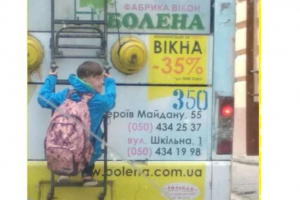 ФАБРИКА ВІКОН
БОЛЕНА
ВІКНА
-35%
350
ероїв Майдану, 55
(050) 434 25 37
вул. Шкільна, 1
(050) 434 19 98
www.bolena.com.ua